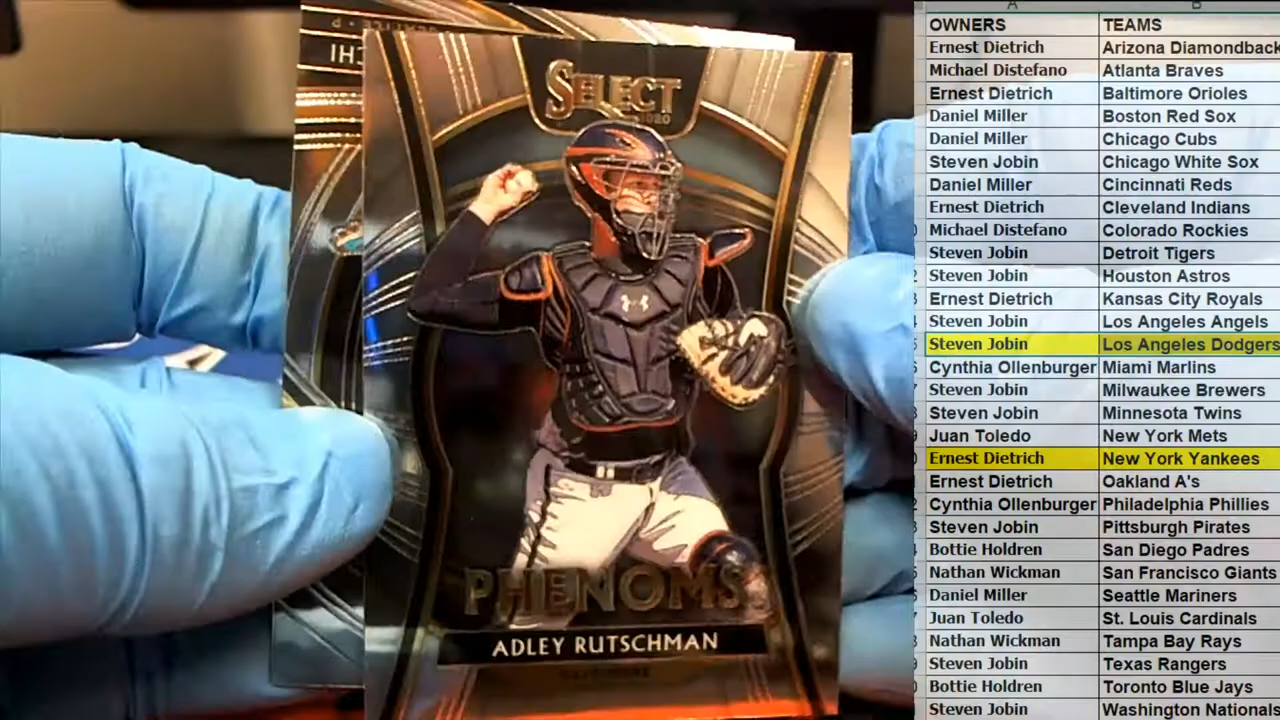 SELECT
2020
PHENOMS
ADLEY RUTSCHMAN
OWNERS TEAMS
Ernest Dietrich Arizona Diamondback
Michael Distefano Atlanta Braves
Ernest Dietrich Baltimore Orioles
Daniel Miller Boston Red Sox
Daniel Miller Chicago Cubs
Steven Jobin Chicago White Sox
Daniel Miller Cincinnati Reds
Ernest Dietrich Cleveland Indians
Michael Distefano Colorado Rockies
Steven Jobin Detroit Tigers
Steven Jobin Houston Astros
Ernest Dietrich Kansas City Royals
Steven Jobin Los Angeles Angels
Steven Jobin Los Angeles Dodgers
Cynthia Ollenburger Miami Marlins
Steven Jobin Milwaukee Brewers
Steven Jobin Minnesota Twins
Juan Toledo New York Mets
Ernest Dietrich New York Yankees
Ernest Dietrich Oakland A's
Cynthia Ollenburger Philadelphia Phillies
Steven Jobin Pittsburgh Pirates
Bottie Holdren San Diego Padres
Nathan Wickman San Francisco Giants
Daniel Miller Seattle Mariners
Juan Toledo St. Louis Cardinals
Nathan Wickman Tampa Bay Rays
Steven Jobin Texas Rangers
Bottie Holdren Toronto Blue Jays
Steven Jobin Washington Nationals